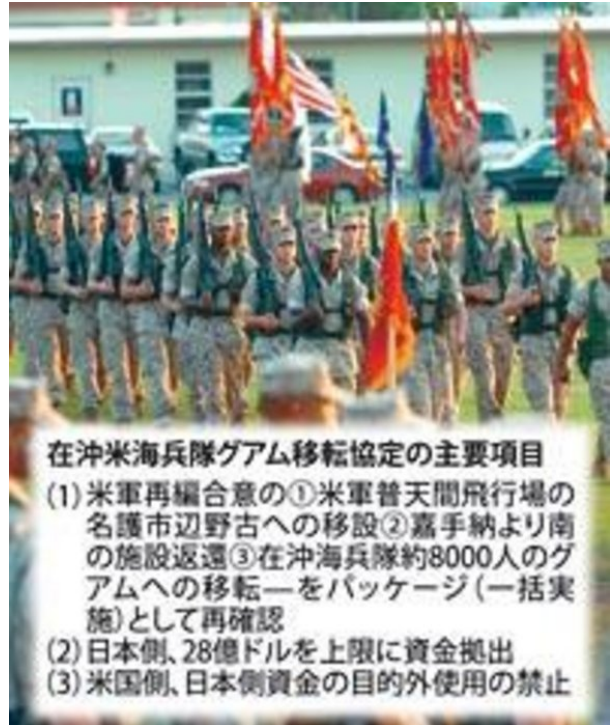 在沖米海兵隊グアム移転協定の主要項目
(1)米軍再編合意の①米軍普天間飛行場の
名護市辺野古への移設②嘉手納より南
の施設返還③在沖海兵隊約8000人のグ
アムへの移転―をパッケージ(一括実
施)として再確認
(2)日本側、28億ドルを上限に資金拠出
(3)米国側、日本側資金の目的外使用の禁止